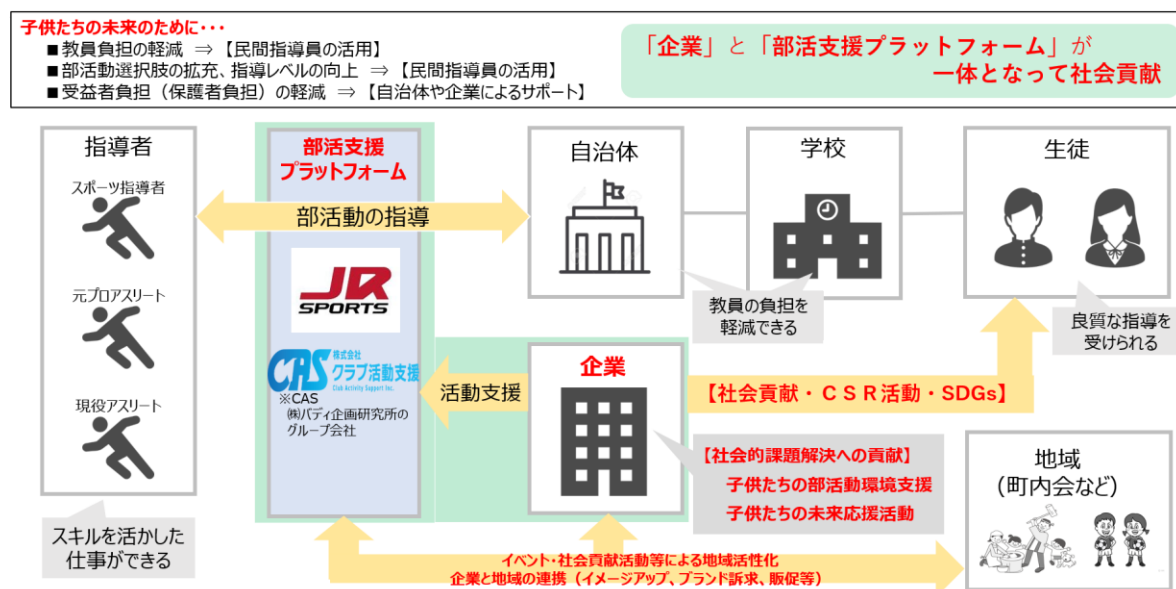 子供たちの未来のために・・・
■教員負担の軽減 ⇒ 【民間指導員の活用】
■部活動選択肢の拡充、指導レベルの向上 ⇒ 【民間指導員の活用】
■受益者負担（保護者負担）の軽減 ⇒ 【自治体や企業によるサポート】
「企業」と「部活支援プラットフォーム」が
一体となって社会貢献
指導者
スポーツ指導者
元プロアスリート
現役アスリート
スキルを活かした
仕事ができる
部活支援
プラットフォーム
部活動の指導
JR
SPORTS
CAS 株式会社
クラブ活動支援
Club Activity Support Inc.
※CAS
㈱バディ企画研究所の
グループ会社
自治体
学校
生徒
教員の負担を
軽減できる
良質な指導を
受けられる
活動支援
企業
【社会貢献・ＣＳＲ活動・SDGs】
【社会的課題解決への貢献】
子供たちの部活動環境支援
子供たちの未来応援活動
地域
(町内会など)
イベント・社会貢献活動等による地域活性化
企業と地域の連携（イメージアップ、ブランド訴求、販促等）